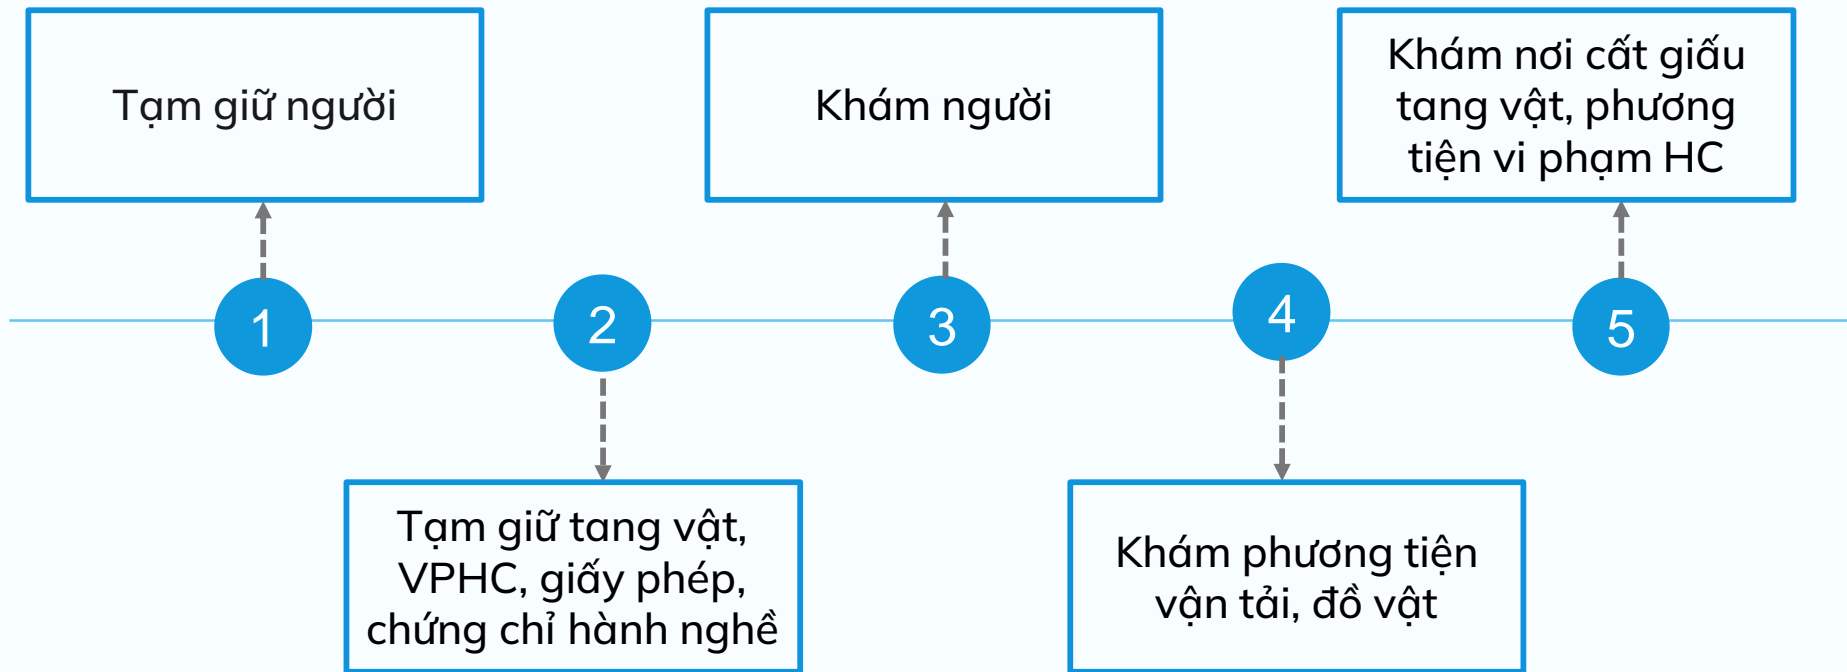 Tạm giữ người
Khám người
Khám nơi cất giấu
tang vật, phương
tiện vi phạm HC
1
2
3
4
5
Tạm giữ tang vật,
VPHC, giấy phép,
chứng chỉ hành nghề
Khám phương tiện
vận tải, đồ vật